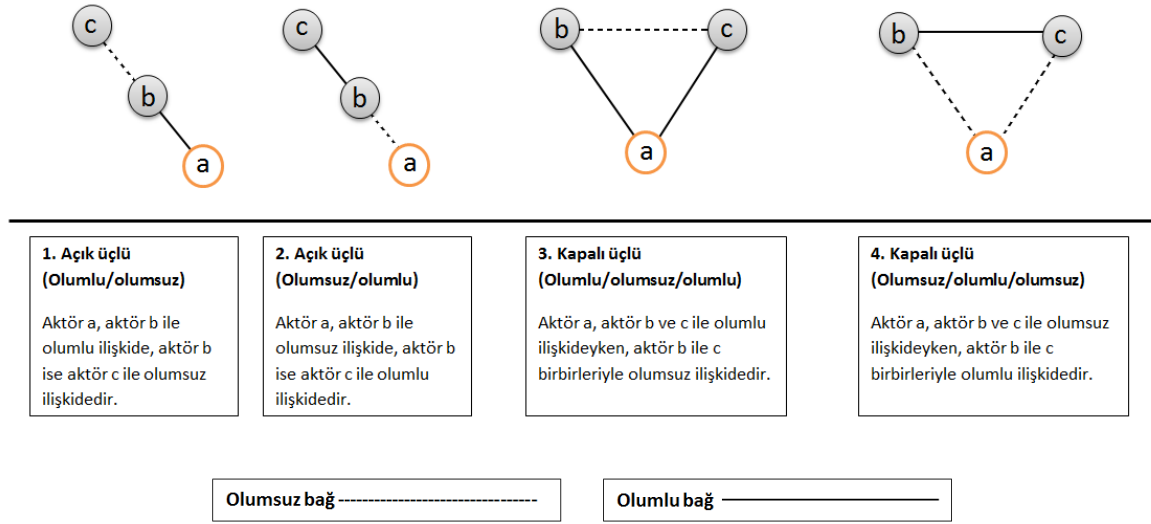 c
b
a
c
b
a
b
c
a
b
c
a
1. Açık üçlü
(Olumlu/olumsuz)
Aktör a, aktör b ile
olumlu ilişkide, aktör b
ise aktör c ile olumsuz
ilişkidedir.
2. Açık üçlü
(Olumsuz/olumlu)
Aktör a, aktör b ile
olumsuz ilişkide, aktör b
ise aktör c ile olumlu
ilişkidedir.
3. Kapalı üçlü
(Olumlu/olumsuz/olumlu)
Aktör a, aktör b ve c ile olumlu
ilişkideyken, aktör b ile c
birbirleriyle olumsuz ilişkidedir.
4. Kapalı üçlü
(Olumsuz/olumlu/olumsuz)
Aktör a, aktör b ve c ile olumsuz
ilişkideyken, aktör b ile c
birbirleriyle olumlu ilişkidedir.
Olumsuz bağ
Olumlu bağ